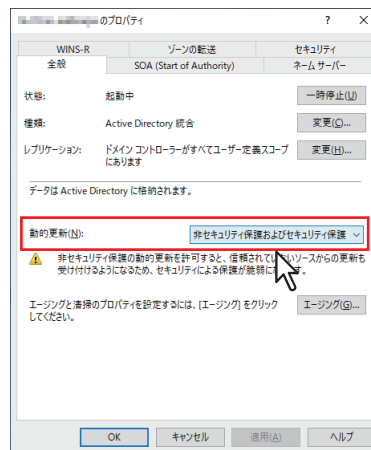 のプロパティ ? ×
WINS-R ゾーンの転送 セキュリティ
全般 SOA (Start of Authority) ネーム サーバー
状態: 起動中 一時停止(U)
種類: Active Directory 統合 変更(C)...
レプリケーション: ドメイン コントローラーがすべてユーザー定義スコープ 変更(H)...
にあります
データは Active Directory に格納されます。
動的更新(N): 非セキュリティ保護およびセキュリティ保護
非セキュリティ保護の動的更新を許可すると、信頼されていないソースからの更新も
受け付けるようになるため、セキュリティによる保護が脆弱に す。
エージングと清掃のプロパティを設定するには、[エージング] をクリック エージング(G)...
してください。
OK キャンセル 適用(A) ヘルプ